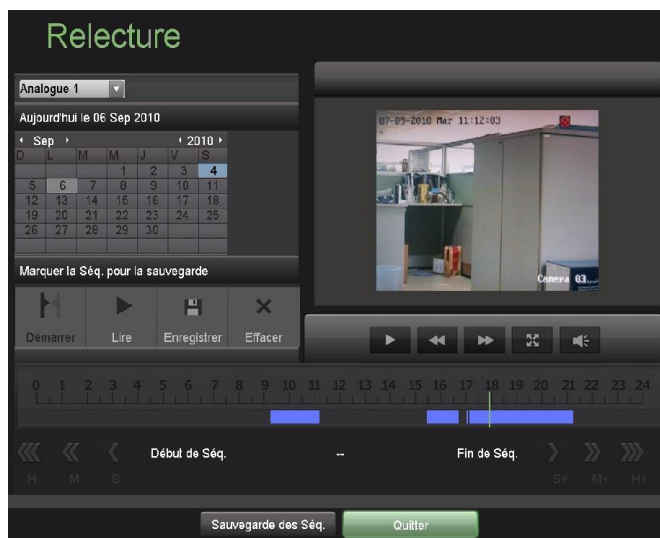 Relecture
Analogue 1
Aujourd'hui le 06 Sep 2010
Sep 2010
D L M M J V S
1 2 3 4
5 6 7 8 9 10 11
12 13 14 15 16 17 18
19 20 21 22 23 24 25
26 27 28 29 30
Marquer la Séq. pour la sauvegarde
Démarrer Lire Enregistrer Effacer
07-09-2010 Mar 11:12:03
Camera 03
0 1 2 3 4 5 6 7 8 9 10 11 12 13 14 15 16 17 18 19 20 21 22 23 24
Début de Séq. -- Fin de Séq.
H- M- S- S+ M+ H+
Sauvegarde des Séq. Quitter